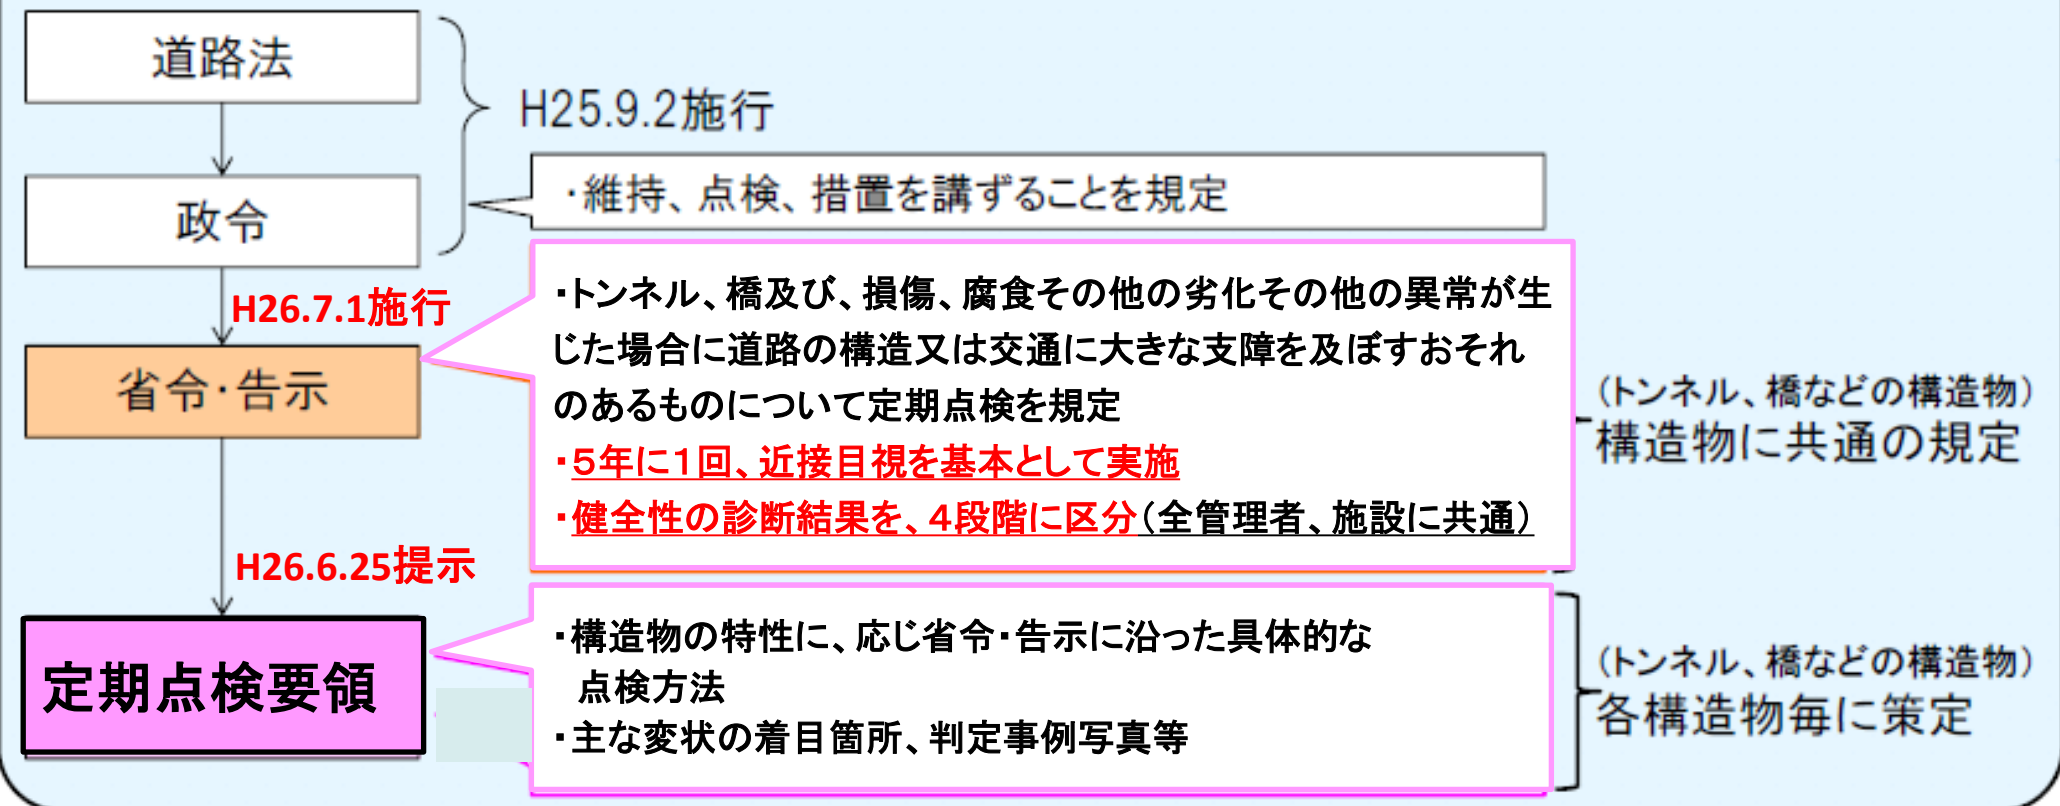 道路法
H25.9.2施行
・維持、点検、措置を講ずることを規定
政令
H26.7.1施行
・トンネル、橋及び、損傷、腐食その他の劣化その他の異常が生
じた場合に道路の構造又は交通に大きな支障を及ぼすおそれ
のあるものについて定期点検を規定
・５年に１回、近接目視を基本として実施
・健全性の診断結果を、４段階に区分（全管理者、施設に共通）
省令・告示
（トンネル、橋などの構造物）
構造物に共通の規定
H26.6.25提示
定期点検要領
・構造物の特性に、応じ省令・告示に沿った具体的な
点検方法
・主な変状の着目箇所、判定事例写真等
（トンネル、橋などの構造物）
各構造物毎に策定